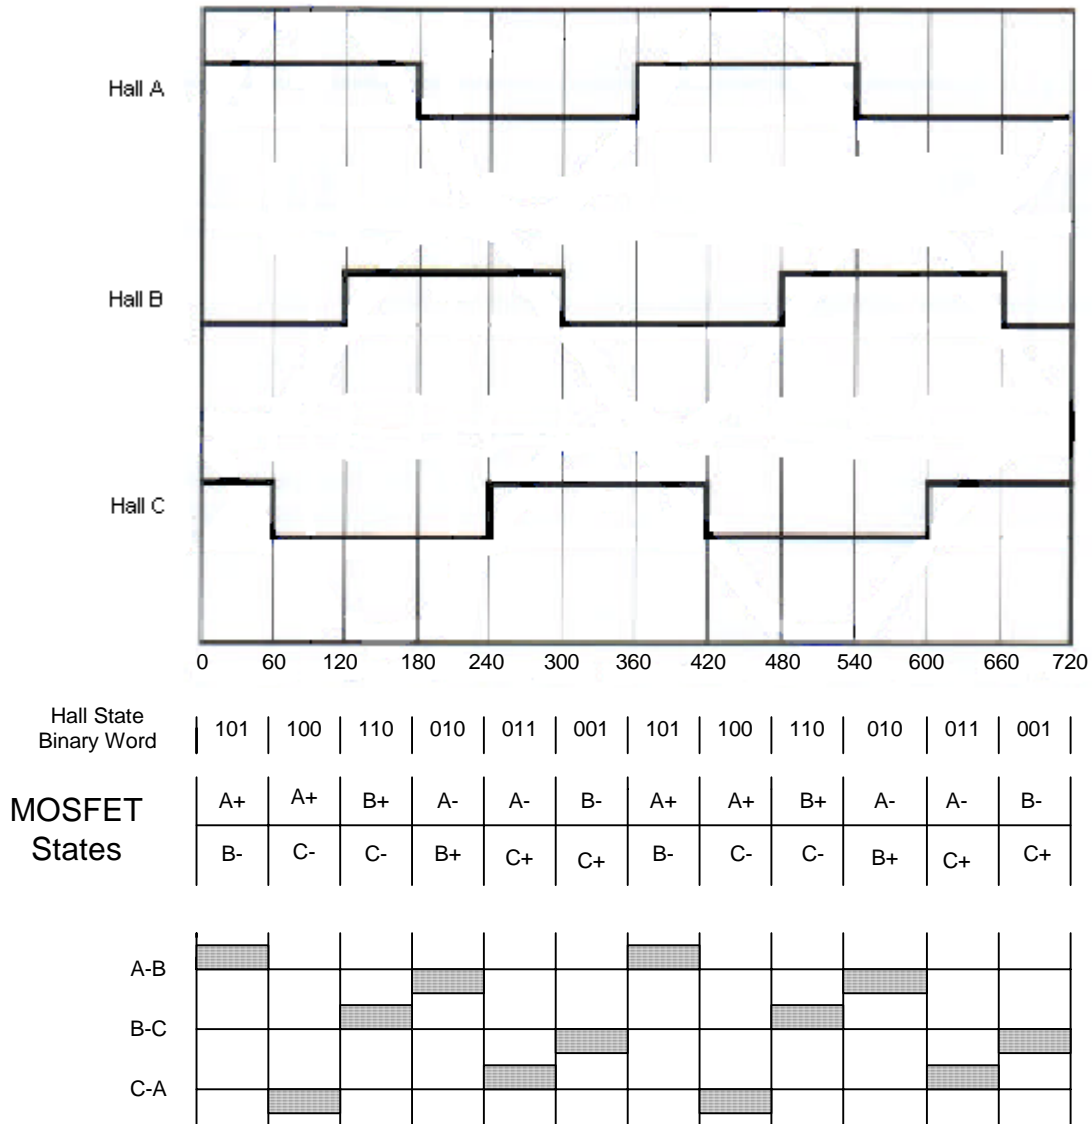 Hall A
Hall B
Hall C
0 60 120 180 240 300 360 420 480 540 600 660 720
Hall State
Binary Word
101 100 110 010 011 001 101 100 110 010 011 001
MOSFET
States
A+ A+ B+ A- A- B- A+ A+ B+ A- A- B-
B- C- C- B+ C+ C+ B- C- C- B+ C+ C+
A-B
B-C
C-A